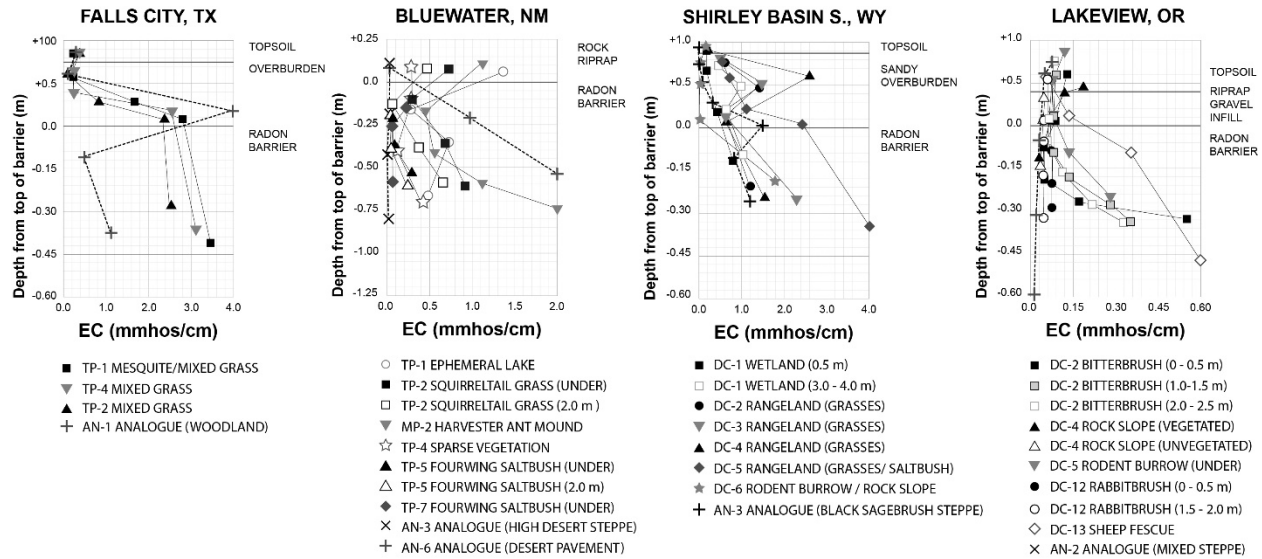 FALLS CITY, TX
Depth from top of barrier (m)
+100
+0.5
0.0
-0.15
-0.30
-0.45
-0.60
0.0
1.0
2.0
3.0
4.0
EC (mmhos/cm)
TOPSOIL
OVERBURDEN
RADON
BARRIER
TP-1 MESQUITE/MIXED GRASS
TP-4 MIXED GRASS
TP-2 MIXED GRASS
AN-1 ANALOGUE (WOODLAND)
BLUEWATER, NM
Depth from top of barrier (m)
+0.25
0.0
-0.25
-0.50
-0.75
-1.00
-1.25
0.0
0.5
1.0
1.5
2.0
EC (mmhos/cm)
ROCK
RIPRAP
RADON
BARRIER
TP-1 EPHEMERAL LAKE
TP-2 SQUIRRELTAIL GRASS (UNDER)
TP-2 SQUIRRELTAIL GRASS (2.0 m )
MP-2 HARVESTER ANT MOUND
TP-4 SPARSE VEGETATION
TP-5 FOURWING SALTBUSH (UNDER)
TP-5 FOURWING SALTBUSH (2.0 m)
TP-7 FOURWING SALTBUSH (UNDER)
AN-3 ANALOGUE (HIGH DESERT STEPPE)
AN-6 ANALOGUE (DESERT PAVEMENT)
SHIRLEY BASIN S., WY
Depth from top of barrier (m)
+1.0
+0.5
0.0
-0.15
-0.30
-0.45
-0.60
0.0
1.0
2.0
3.0
4.0
EC (mmhos/cm)
TOPSOIL
SANDY
OVERBURDEN
RADON
BARRIER
DC-1 WETLAND (0.5 m)
DC-1 WETLAND (3.0 - 4.0 m)
DC-2 RANGELAND (GRASSES)
DC-3 RANGELAND (GRASSES)
DC-4 RANGELAND (GRASSES)
DC-5 RANGELAND (GRASSES/ SALTBUSH)
DC-6 RODENT BURROW / ROCK SLOPE
AN-3 ANALOGUE (BLACK SAGEBRUSH STEPPE)
LAKEVIEW, OR
Depth from top of barrier (m)
+1.0
+0.5
0.0
-0.15
-0.30
-0.45
-0.60
0.0
0.15
0.30
0.45
0.60
EC (mmhos/cm)
TOPSOIL
RIPRAP
GRAVEL
INFILL
RADON
BARRIER
DC-2 BITTERBRUSH (0 - 0.5 m)
DC-2 BITTERBRUSH (1.0-1.5 m)
DC-2 BITTERBRUSH (2.0 - 2.5 m)
DC-4 ROCK SLOPE (VEGETATED)
DC-4 ROCK SLOPE (UNVEGETATED)
DC-5 RODENT BURROW (UNDER)
DC-12 RABBITBRUSH (0 - 0.5 m)
DC-12 RABBITBRUSH (1.5 - 2.0 m)
DC-13 SHEEP FESCUE
AN-2 ANALOGUE (MIXED STEPPE)